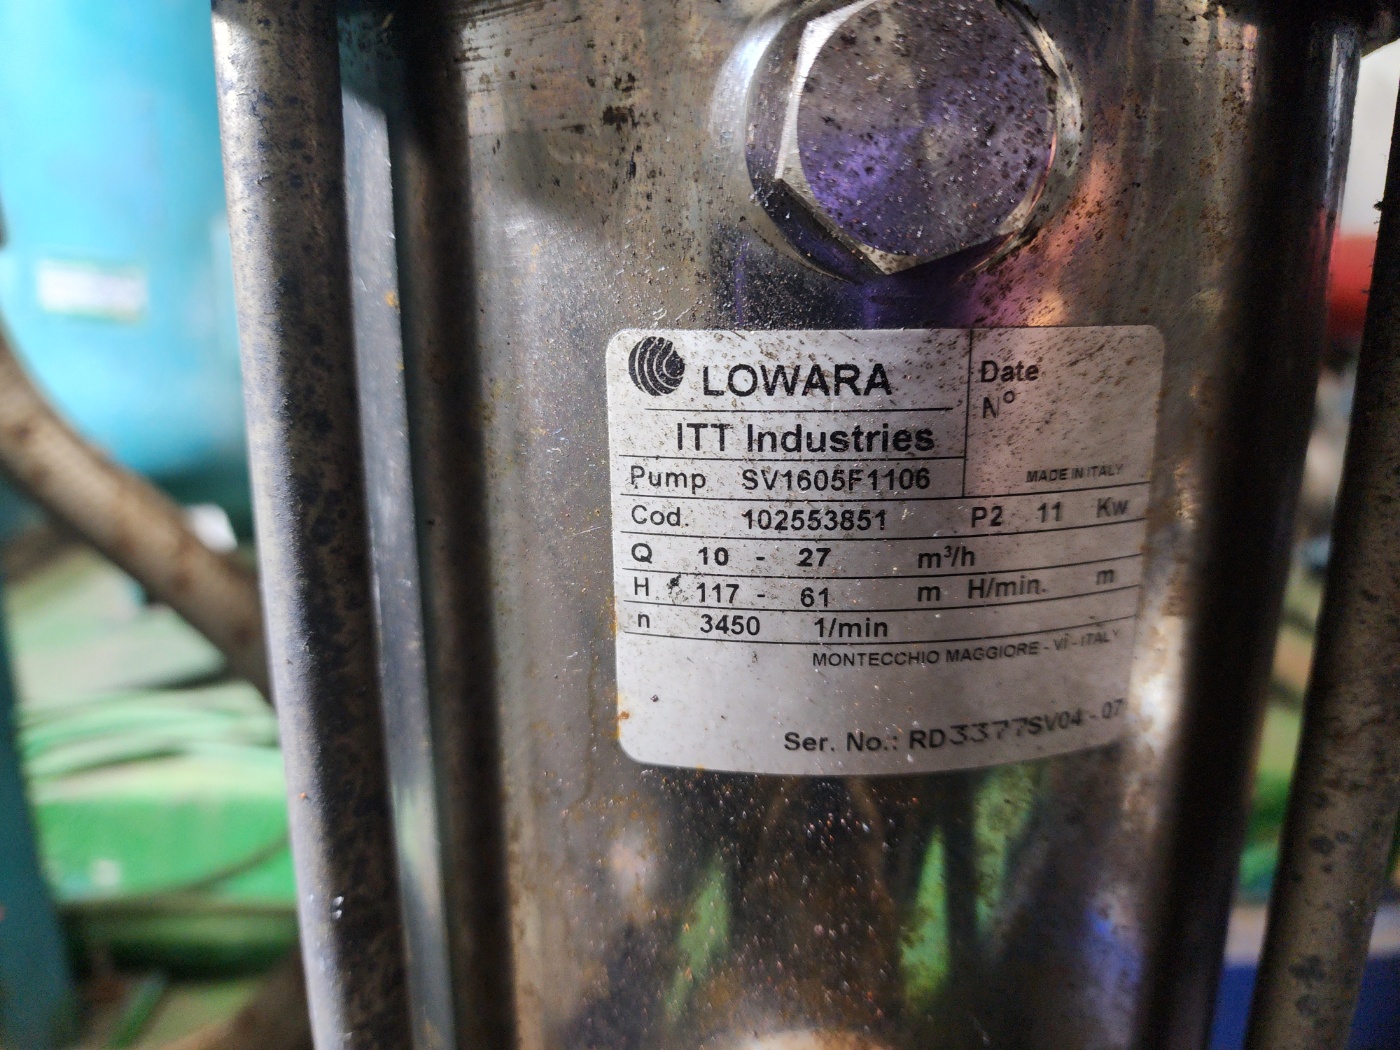 LOWARA
ITT Industries
Date
N°
MADE IN ITALY
Pump SV1605F1106
Cod. 102553851 P2 11 Kw
Q 10 - 27 m³/h
H 117 - 61 m H/min. m
n 3450 1/min
MONTECCHIO MAGGIORE - VI - ITALY
Ser. No.: RD3377SV04 - 07